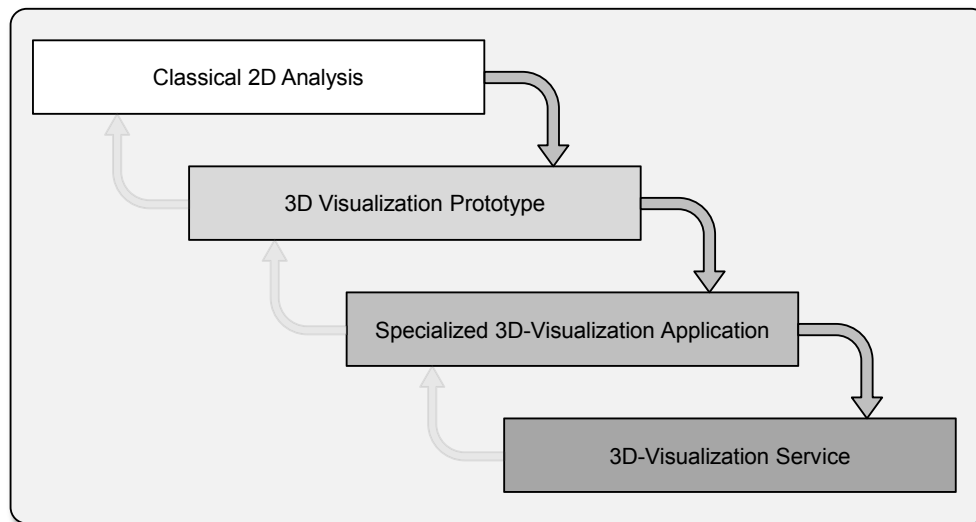 Classical 2D Analysis
3D Visualization Prototype
Specialized 3D-Visualization Application
3D-Visualization Service